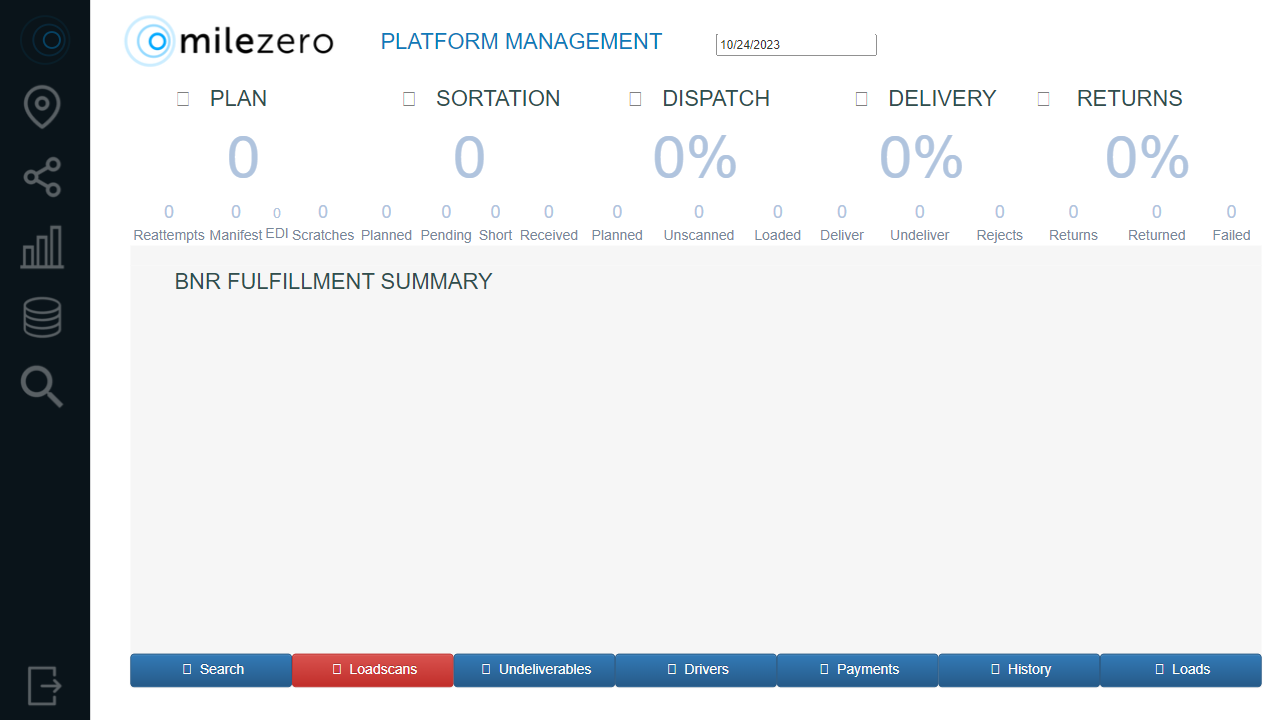 milezero PLATFORM MANAGEMENT 10/24/2023
PLAN SORTATION DISPATCH DELIVERY RETURNS
0 0 0% 0% 0%
0 0 0 0 0 0 0 0 0 0 0 0 0 0 0 0 0
Reattempts Manifest EDI Scratches Planned Pending Short Received Planned Unscanned Loaded Deliver Undeliver Rejects Returns Returned Failed
BNR FULFILLMENT SUMMARY
Search Loadscans Undeliverables Drivers Payments History Loads